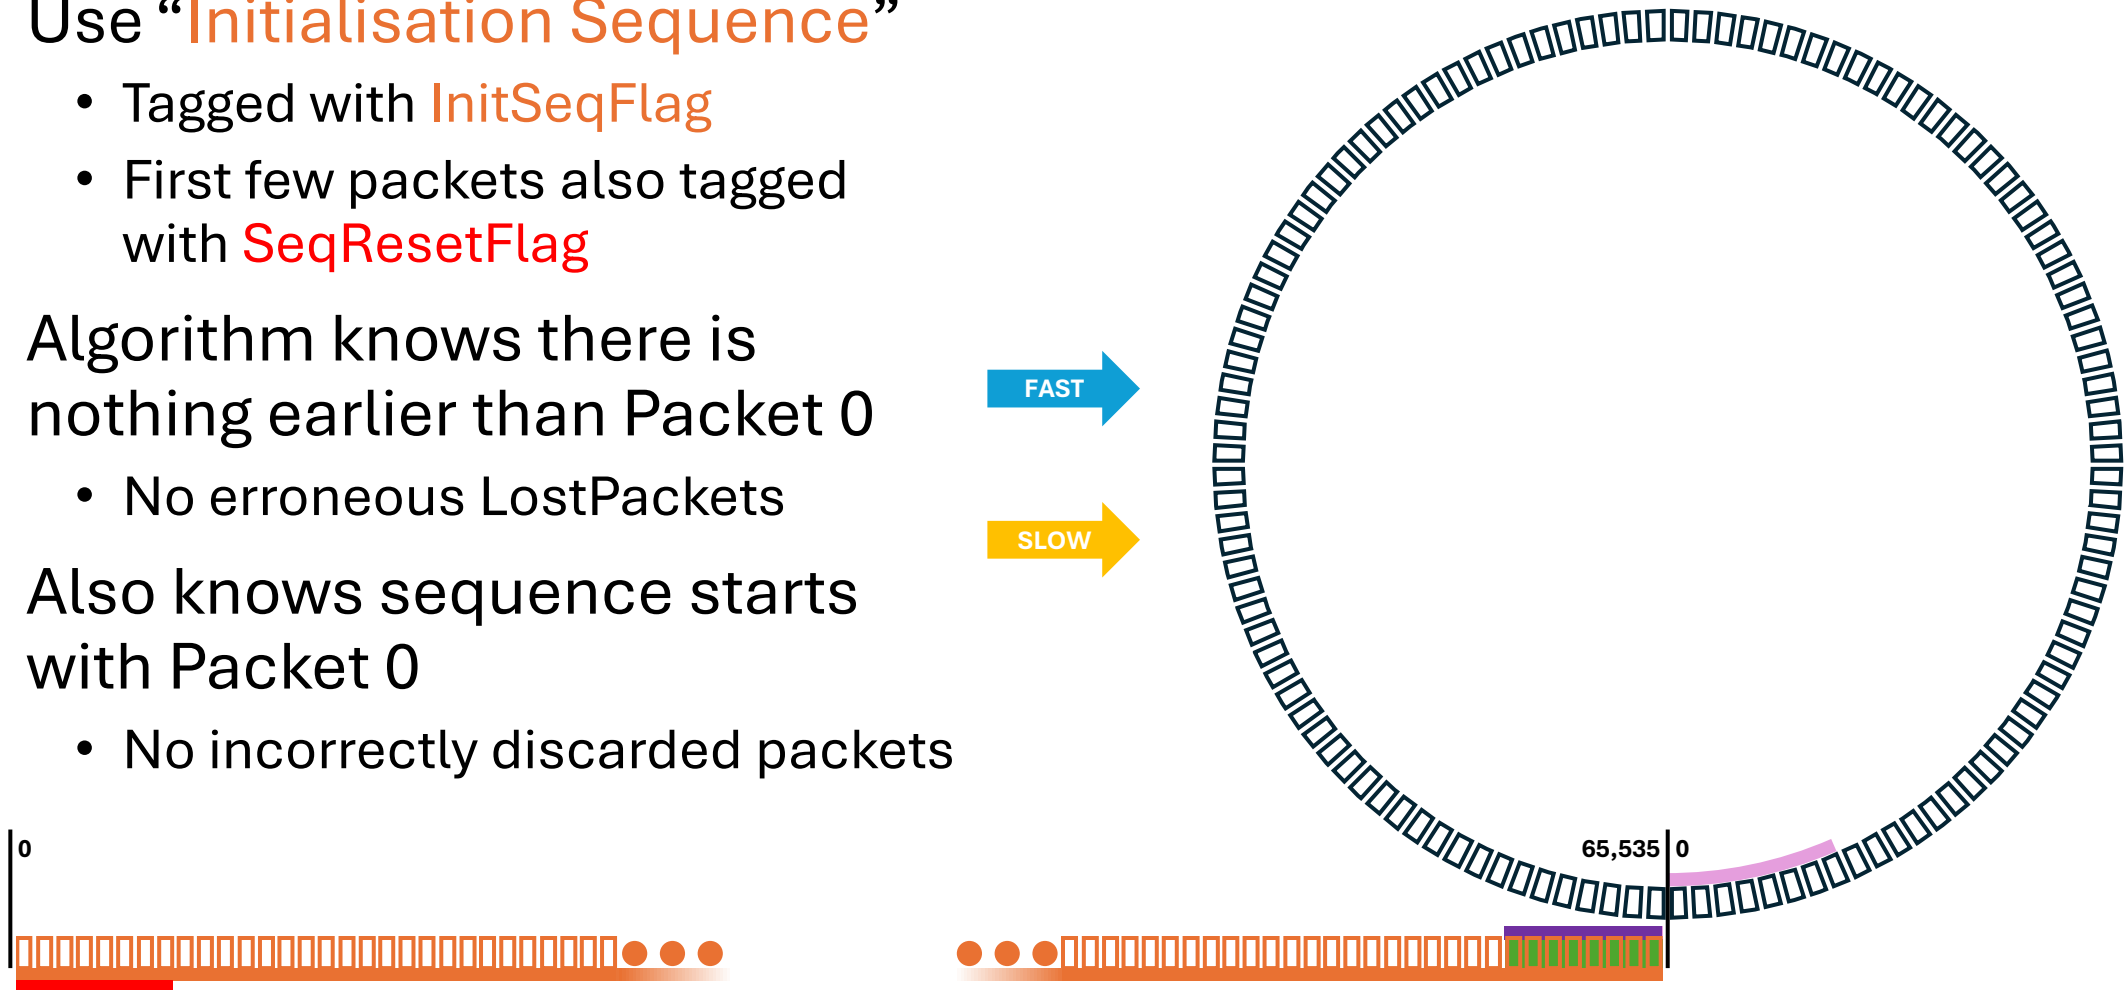 Use “Initialisation Sequence”
• Tagged with InitSeqFlag
• First few packets also tagged
with SeqResetFlag
Algorithm knows there is
nothing earlier than Packet 0
• No erroneous LostPackets
Also knows sequence starts
with Packet 0
• No incorrectly discarded packets
FAST
SLOW
0
65,535
0